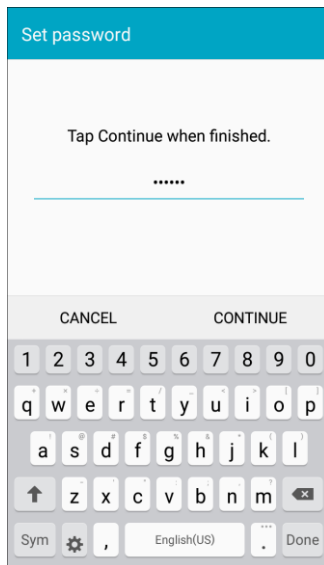 Set password
Tap Continue when finished.
••••••
CANCEL CONTINUE
1 2 3 4 5 6 7 8 9 0
q w e r t y u i o p
a s d f g h j k l
z x c v b n m
Sym , English(US) . Done